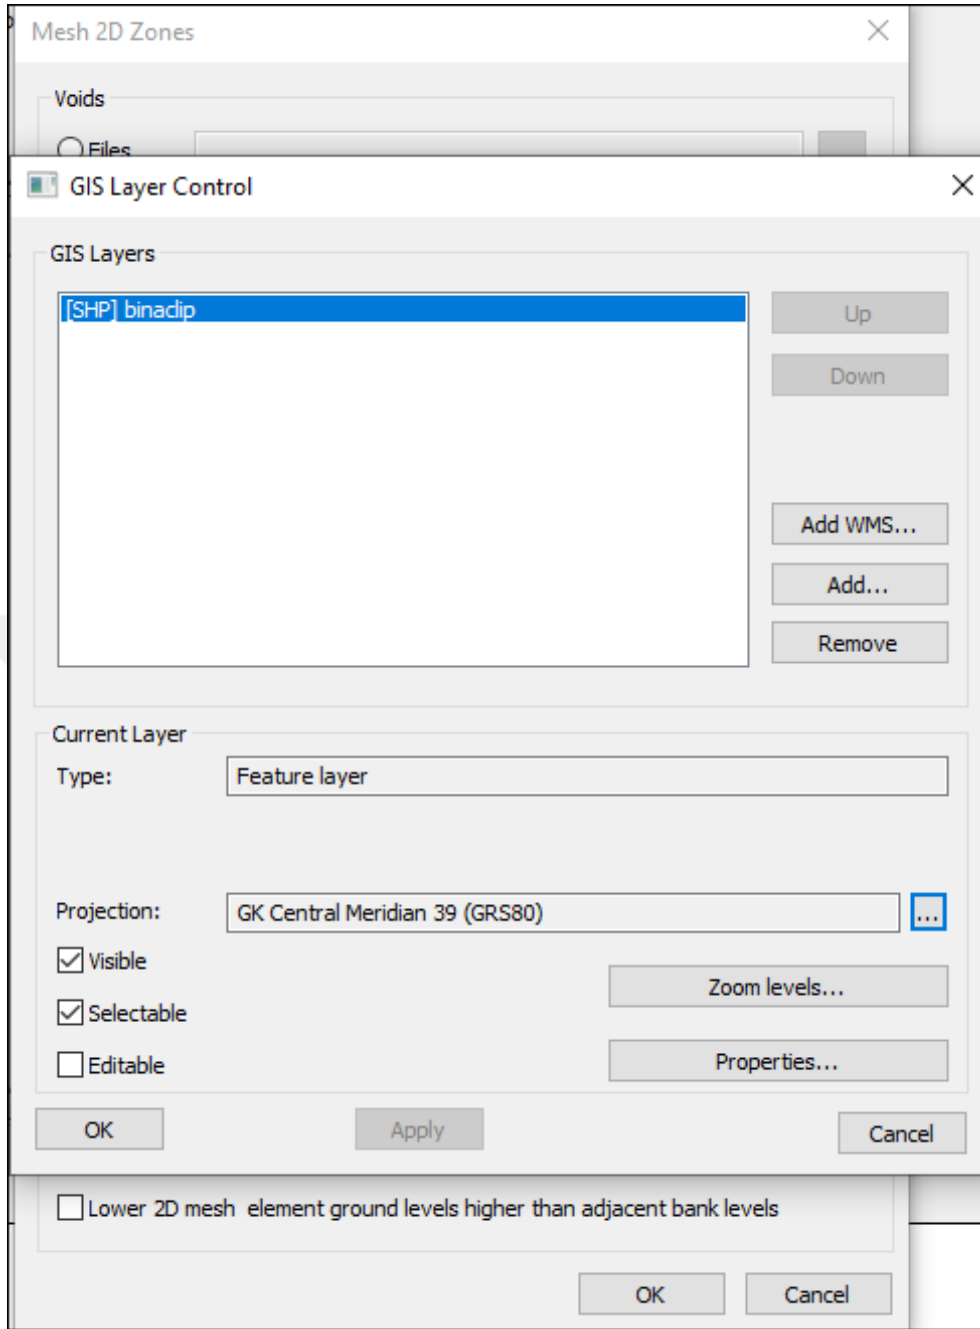 Mesh 2D Zones
Voids
Files
GIS Layer Control
GIS Layers
[SHP] binaclip
Up
Down
Add WMS...
Add...
Remove
Current Layer
Type:
Feature layer
Projection:
GK Central Meridian 39 (GRS80)
...
Visible
Zoom levels...
Selectable
Editable
Properties...
OK
Apply
Cancel
Lower 2D mesh element ground levels higher than adjacent bank levels
OK
Cancel